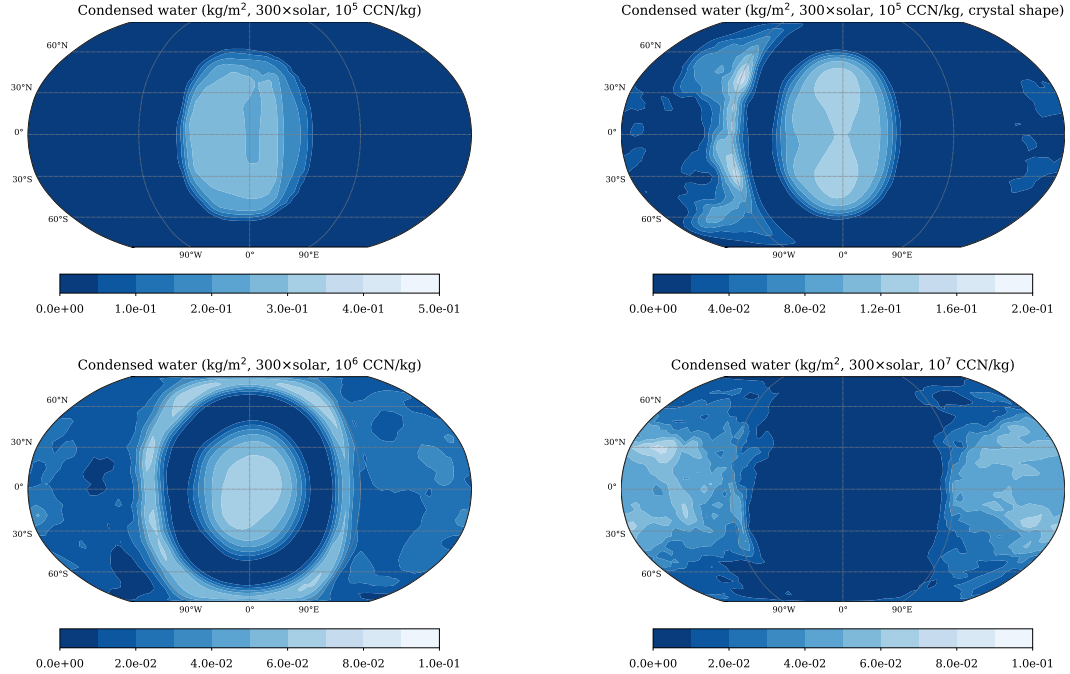 Condensed water (kg/m², 300×solar, 10⁵ CCN/kg)
60°N
30°N
0°
30°S
60°S
90°W 0° 90°E
0.0e+00 1.0e-01 2.0e-01 3.0e-01 4.0e-01 5.0e-01
Condensed water (kg/m², 300×solar, 10⁵ CCN/kg, crystal shape)
60°N
30°N
0°
30°S
60°S
90°W 0° 90°E
0.0e+00 4.0e-02 8.0e-02 1.2e-01 1.6e-01 2.0e-01
Condensed water (kg/m², 300×solar, 10⁶ CCN/kg)
60°N
30°N
0°
30°S
60°S
90°W 0° 90°E
0.0e+00 2.0e-02 4.0e-02 6.0e-02 8.0e-02 1.0e-01
Condensed water (kg/m², 300×solar, 10⁷ CCN/kg)
60°N
30°N
0°
30°S
60°S
90°W 0° 90°E
0.0e+00 2.0e-02 4.0e-02 6.0e-02 8.0e-02 1.0e-01